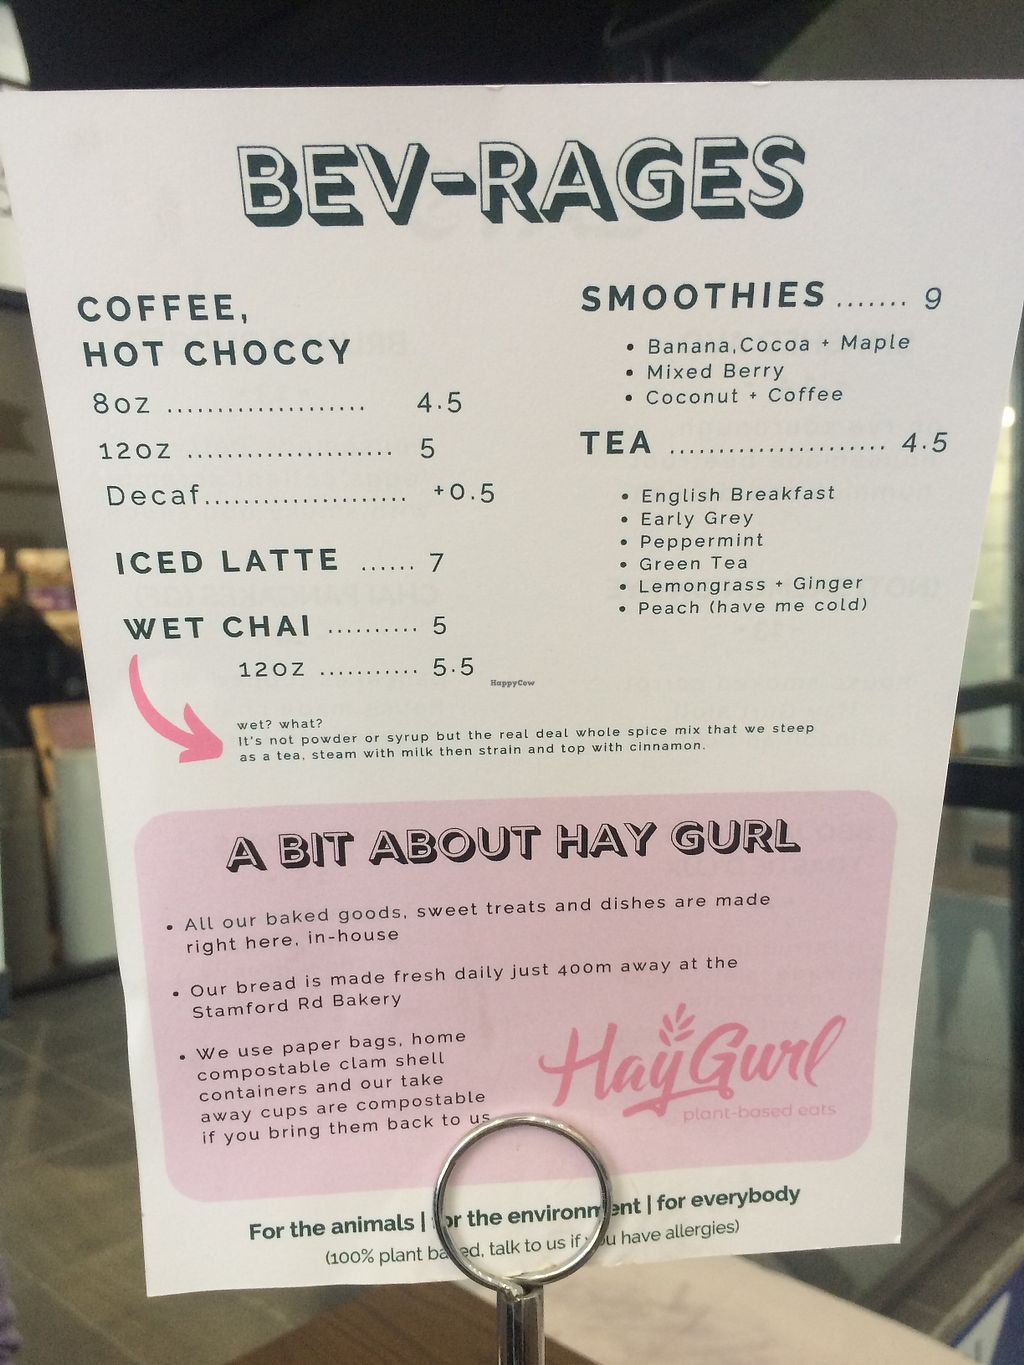 BEV-RAGES
COFFEE,
HOT CHOCCY
8oz .................... 4.5
12oz .................... 5
Decaf.................... +0.5
ICED LATTE ...... 7
WET CHAI .......... 5
12oz ........... 5.5
wet? what?
It's not powder or syrup but the real deal whole spice mix that we steep
as a tea, steam with milk then strain and top with cinnamon.
SMOOTHIES ....... 9
• Banana,Cocoa + Maple
• Mixed Berry
• Coconut + Coffee
TEA ...................... 4.5
• English Breakfast
• Early Grey
• Peppermint
• Green Tea
• Lemongrass + Ginger
• Peach (have me cold)
HappyCow
A BIT ABOUT HAY GURL
• All our baked goods, sweet treats and dishes are made
right here, in-house
• Our bread is made fresh daily just 400m away at the
Stamford Rd Bakery
• We use paper bags, home
compostable clam shell
containers and our take
away cups are compostable
if you bring them back to us
Hay Gurl
plant-based eats
For the animals | for the environment | for everybody
(100% plant based, talk to us if you have allergies)